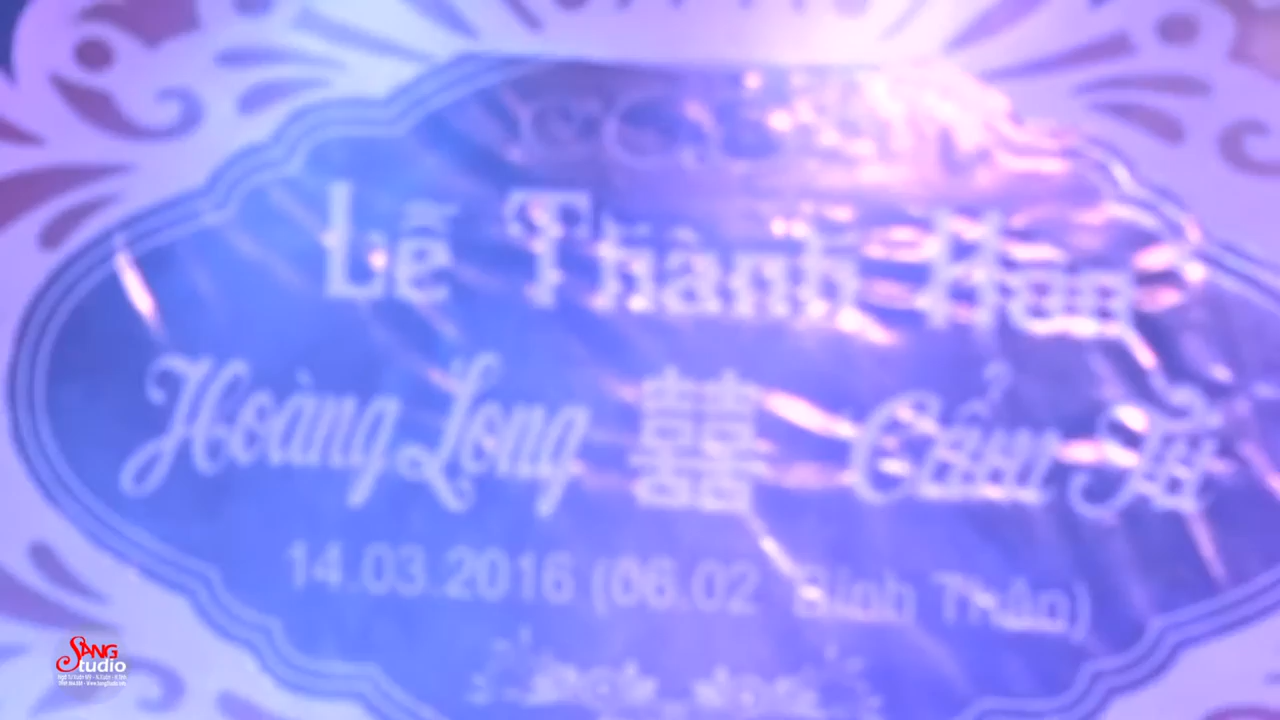 Lễ Thành Hôn
Hoàng Long 囍 Cẩm Tú
14.03.2016 (06.02 Bính Thân)
SANG
Studio